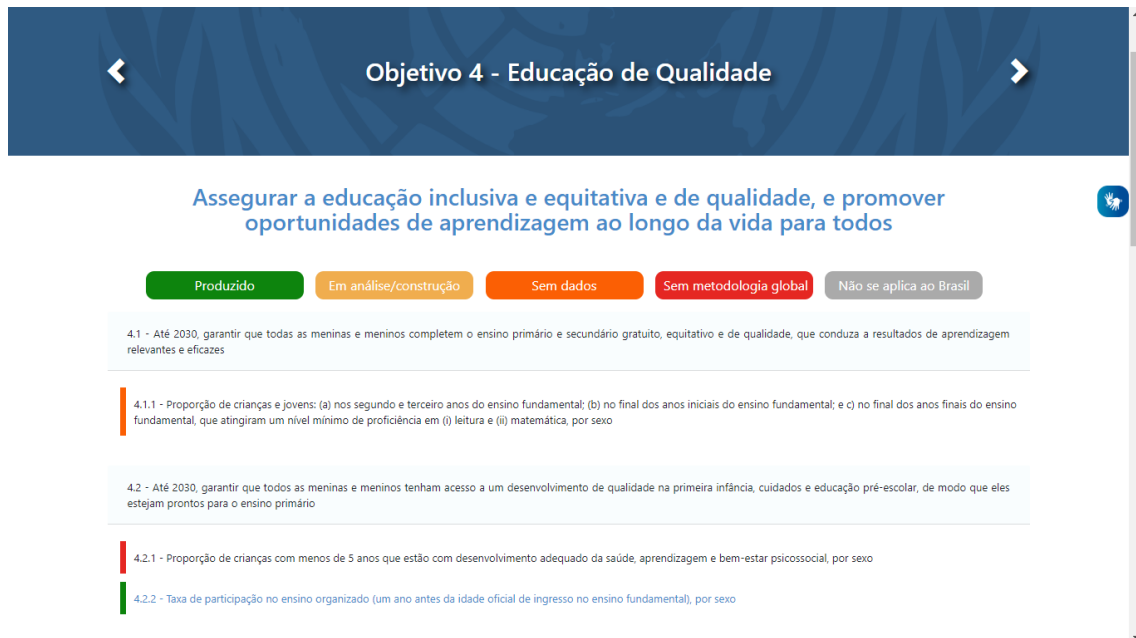 Objetivo 4 - Educação de Qualidade
Assegurar a educação inclusiva e equitativa e de qualidade, e promover
oportunidades de aprendizagem ao longo da vida para todos
Produzido
Em análise/construção
Sem dados
Sem metodologia global
Não se aplica ao Brasil
4.1 - Até 2030, garantir que todas as meninas e meninos completem o ensino primário e secundário gratuito, equitativo e de qualidade, que conduza a resultados de aprendizagem
relevantes e eficazes
4.1.1 - Proporção de crianças e jovens: (a) nos segundo e terceiro anos do ensino fundamental; (b) no final dos anos iniciais do ensino fundamental; e c) no final dos anos finais do ensino
fundamental, que atingiram um nível mínimo de proficiência em (i) leitura e (ii) matemática, por sexo
4.2 - Até 2030, garantir que todos as meninas e meninos tenham acesso a um desenvolvimento de qualidade na primeira infância, cuidados e educação pré-escolar, de modo que eles
estejam prontos para o ensino primário
4.2.1 - Proporção de crianças com menos de 5 anos que estão com desenvolvimento adequado da saúde, aprendizagem e bem-estar psicossocial, por sexo
4.2.2 - Taxa de participação no ensino organizado (um ano antes da idade oficial de ingresso no ensino fundamental), por sexo